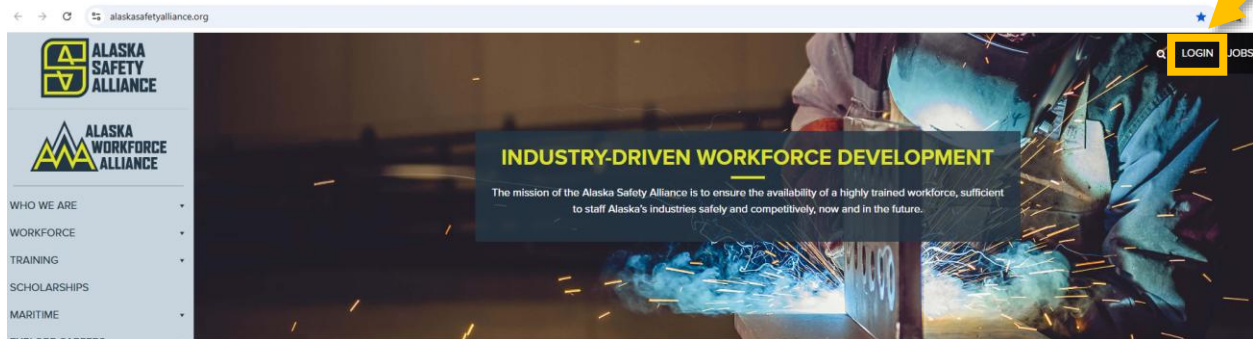 alaskasafetyalliance.org
ALASKA
SAFETY
ALLIANCE
LOGIN JOBS
ALASKA
WORKFORCE
ALLIANCE
INDUSTRY-DRIVEN WORKFORCE DEVELOPMENT
The mission of the Alaska Safety Alliance is to ensure the availability of a highly trained workforce, sufficient
to staff Alaska's industries safely and competitively, now and in the future.
WHO WE ARE
WORKFORCE
TRAINING
SCHOLARSHIPS
MARITIME
EXPLORE CAREERS